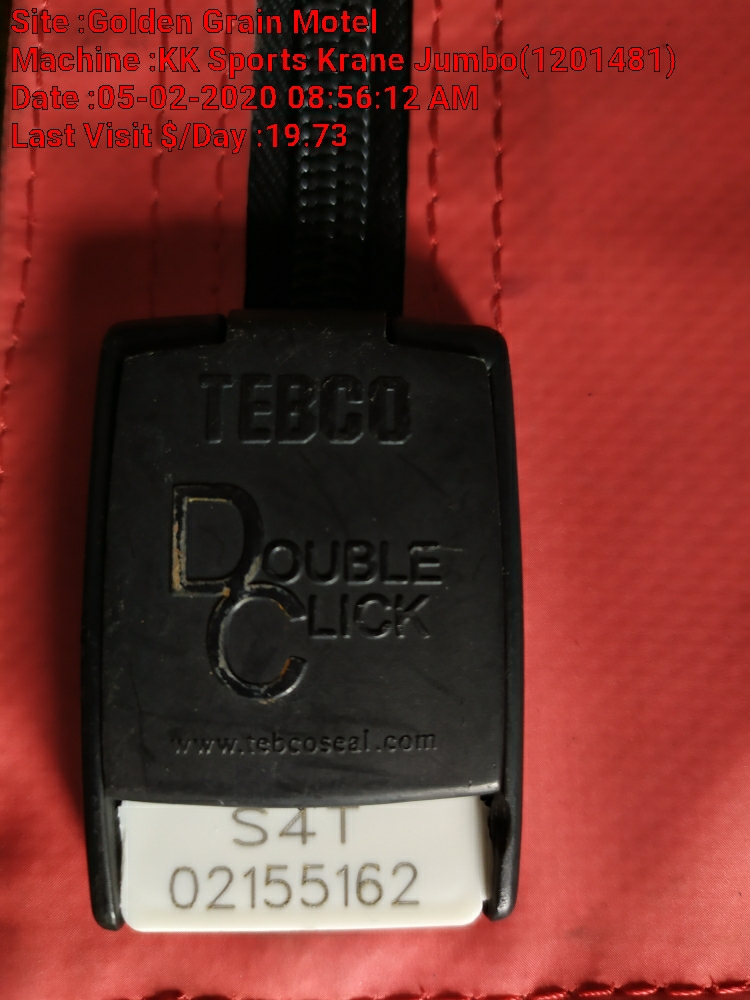 Site :Golden Grain Motel
Machine :KK Sports Krane Jumbo(1201481)
Date :05-02-2020 08:56:12 AM
Last Visit $/Day :19.73
TEBCO
DOUBLE
CLICK
www.tebcoseal.com
S4T
02155162